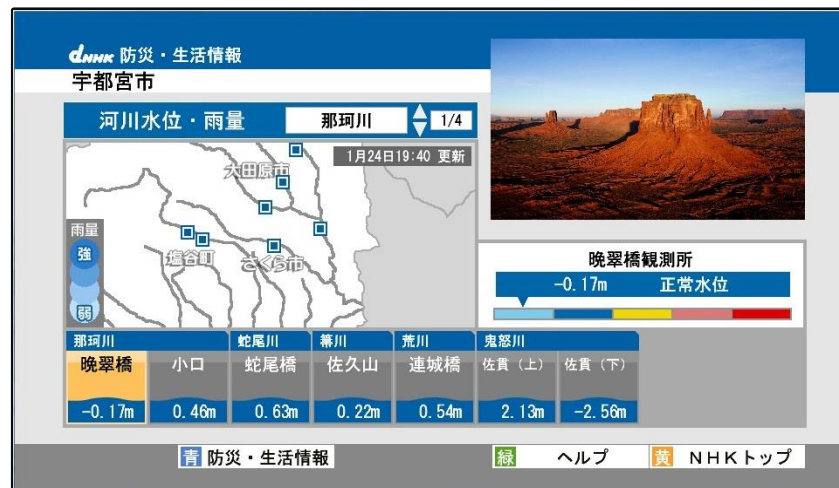 dNHK 防災・生活情報
宇都宮市
河川水位・雨量
那珂川
1/4
1月24日19:40 更新
大田原市
塩谷町
さくら市
雨量
強
弱
晩翠橋観測所
-0.17m 正常水位
那珂川 蛇尾川 箒川 荒川 鬼怒川
晩翠橋 小口 蛇尾橋 佐久山 連城橋 佐貫（上） 佐貫（下）
-0.17m 0.46m 0.63m 0.22m 0.54m 2.13m -2.56m
青 防災・生活情報 緑 ヘルプ 黄 NHKトップ